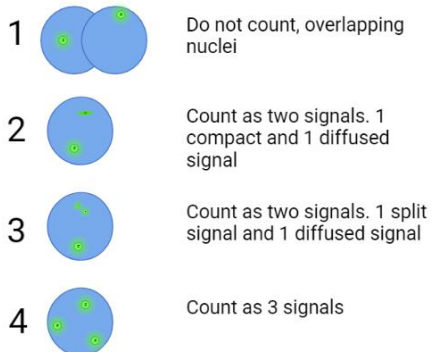 1
Do not count, overlapping
nuclei
2
Count as two signals. 1
compact and 1 diffused
signal
3
Count as two signals. 1 split
signal and 1 diffused signal
4
Count as 3 signals